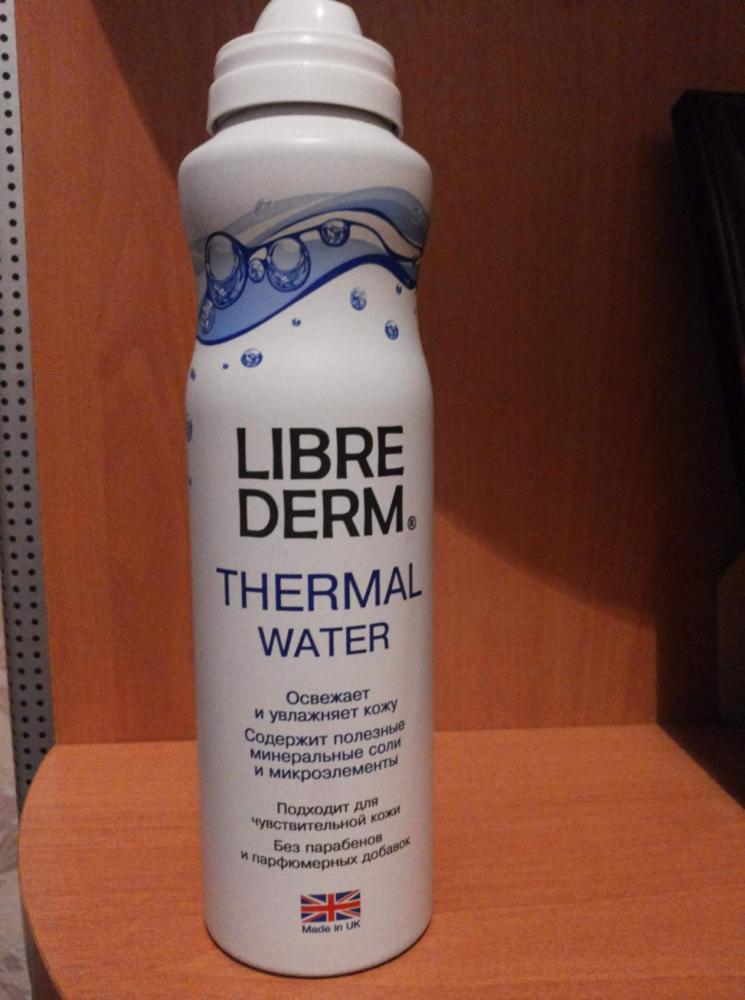 LIBRE
DERM®
THERMAL
WATER
Освежает
и увлажняет кожу
Содержит полезные
минеральные соли
и микроэлементы
Подходит для
чувствительной кожи
Без парабенов
и парфюмерных добавок
Made in UK